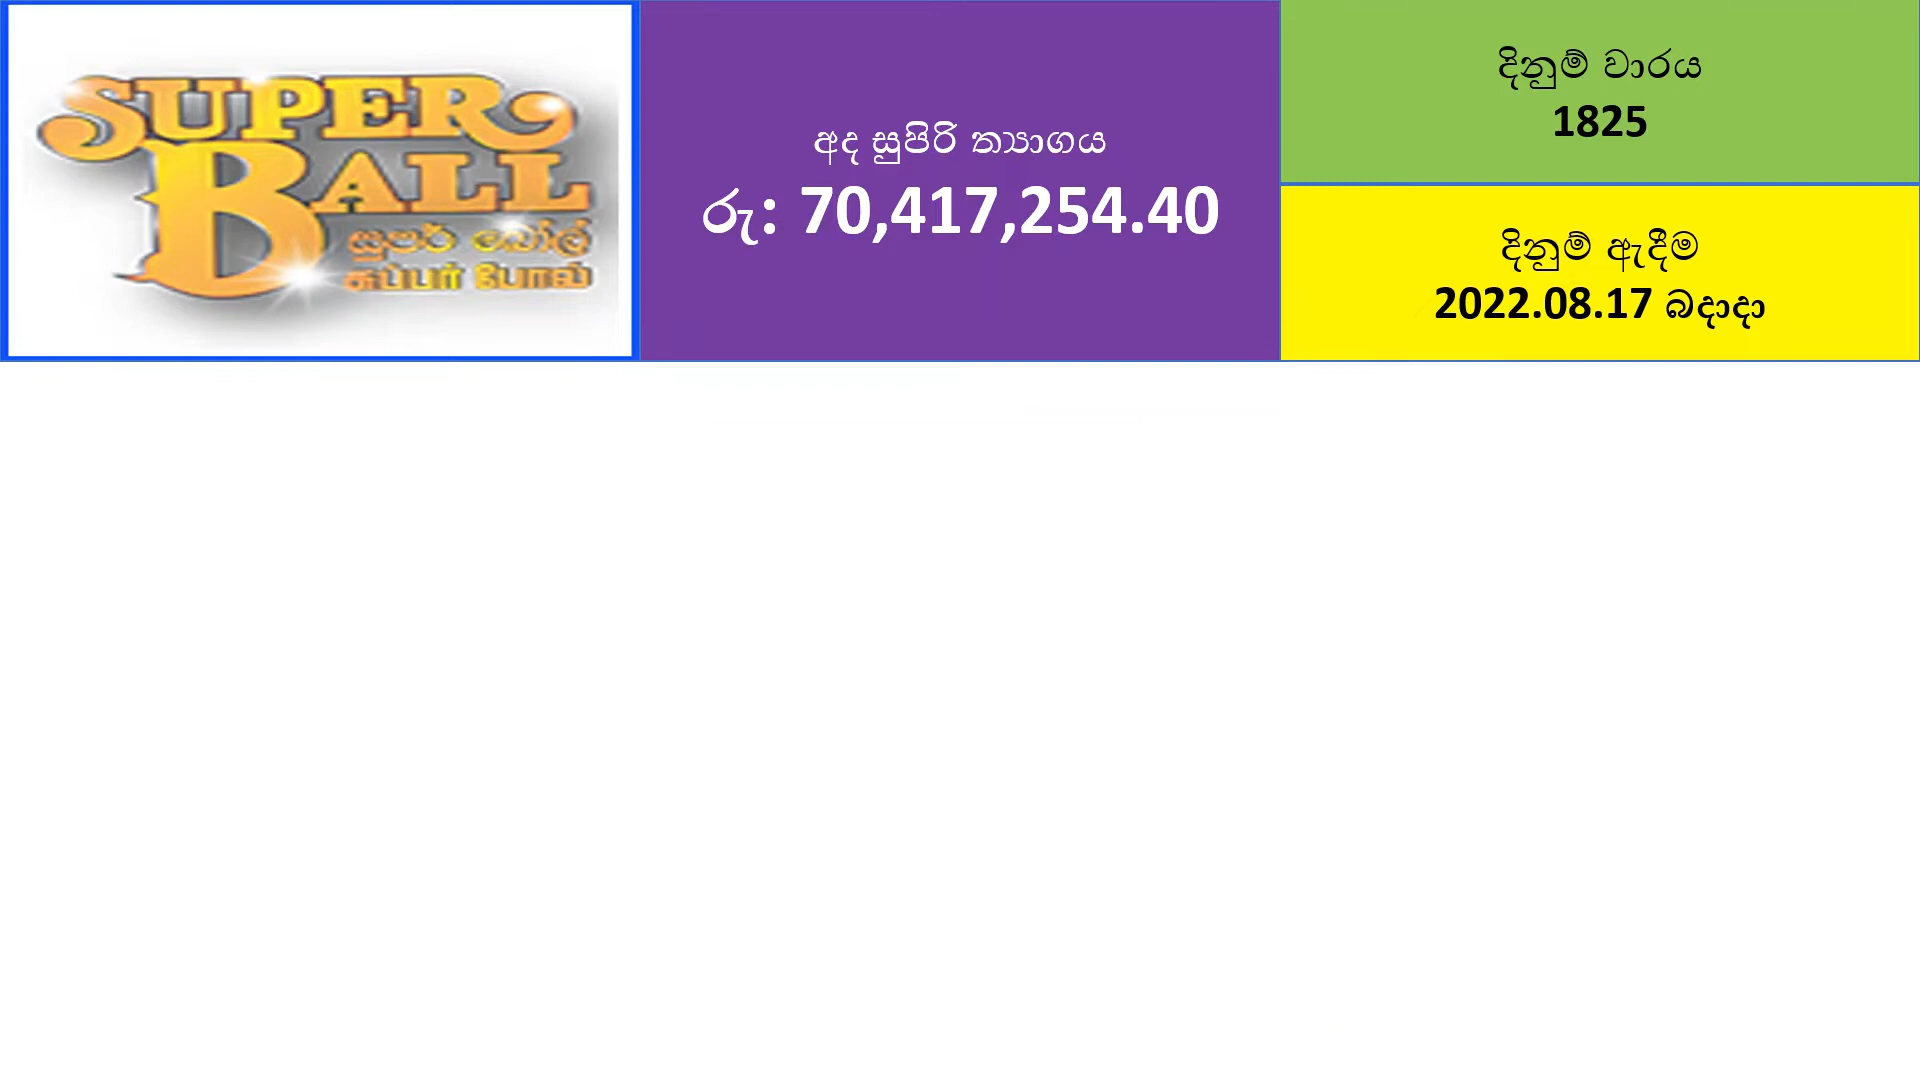 SUPER
BALL
සුපර් බෝල්
சுப்பர் போல்
අද සුපිරි ත්‍යාගය
රු: 70,417,254.40
දිනුම් වාරය
1825
දිනුම් ඇදීම
2022.08.17 බදාදා